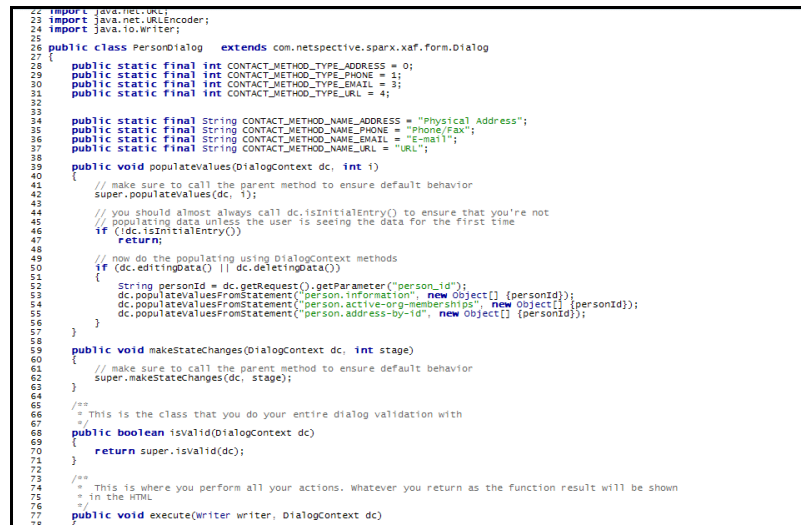 22 import java.net.URL;
23 import java.net.URLEncoder;
24 import java.io.Writer;
25
26 public class PersonDialog   extends com.netspective.sparx.xaf.form.Dialog
27 {
28     public static final int CONTACT_METHOD_TYPE_ADDRESS = 0;
29     public static final int CONTACT_METHOD_TYPE_PHONE = 1;
30     public static final int CONTACT_METHOD_TYPE_EMAIL = 3;
31     public static final int CONTACT_METHOD_TYPE_URL = 4;
32
33
34     public static final String CONTACT_METHOD_NAME_ADDRESS = "Physical Address";
35     public static final String CONTACT_METHOD_NAME_PHONE = "Phone/Fax";
36     public static final String CONTACT_METHOD_NAME_EMAIL = "E-mail";
37     public static final String CONTACT_METHOD_NAME_URL = "URL";
38
39     public void populateValues(DialogContext dc, int i)
40     {
41         // make sure to call the parent method to ensure default behavior
42         super.populateValues(dc, i);
43
44         // you should almost always call dc.isInitialEntry() to ensure that you're not
45         // populating data unless the user is seeing the data for the first time
46         if (!dc.isInitialEntry())
47             return;
48
49         // now do the populating using DialogContext methods
50         if (dc.editingData() || dc.deletingData())
51         {
52             String personId = dc.getRequest().getParameter("person_id");
53             dc.populateValuesFromStatement("person.information", new Object[] {personId});
54             dc.populateValuesFromStatement("person.active-org-memberships", new Object[] {personId});
55             dc.populateValuesFromStatement("person.address-by-id", new Object[] {personId});
56         }
57     }
58
59     public void makeStateChanges(DialogContext dc, int stage)
60     {
61         // make sure to call the parent method to ensure default behavior
62         super.makeStateChanges(dc, stage);
63     }
64
65     /**
66      * This is the class that you do your entire dialog validation with
67      */
68     public boolean isValid(DialogContext dc)
69     {
70         return super.isValid(dc);
71     }
72
73     /**
74      *  This is where you perform all your actions. Whatever you return as the function result will be shown
75      * in the HTML
76      */
77     public void execute(Writer writer, DialogContext dc)
78     {